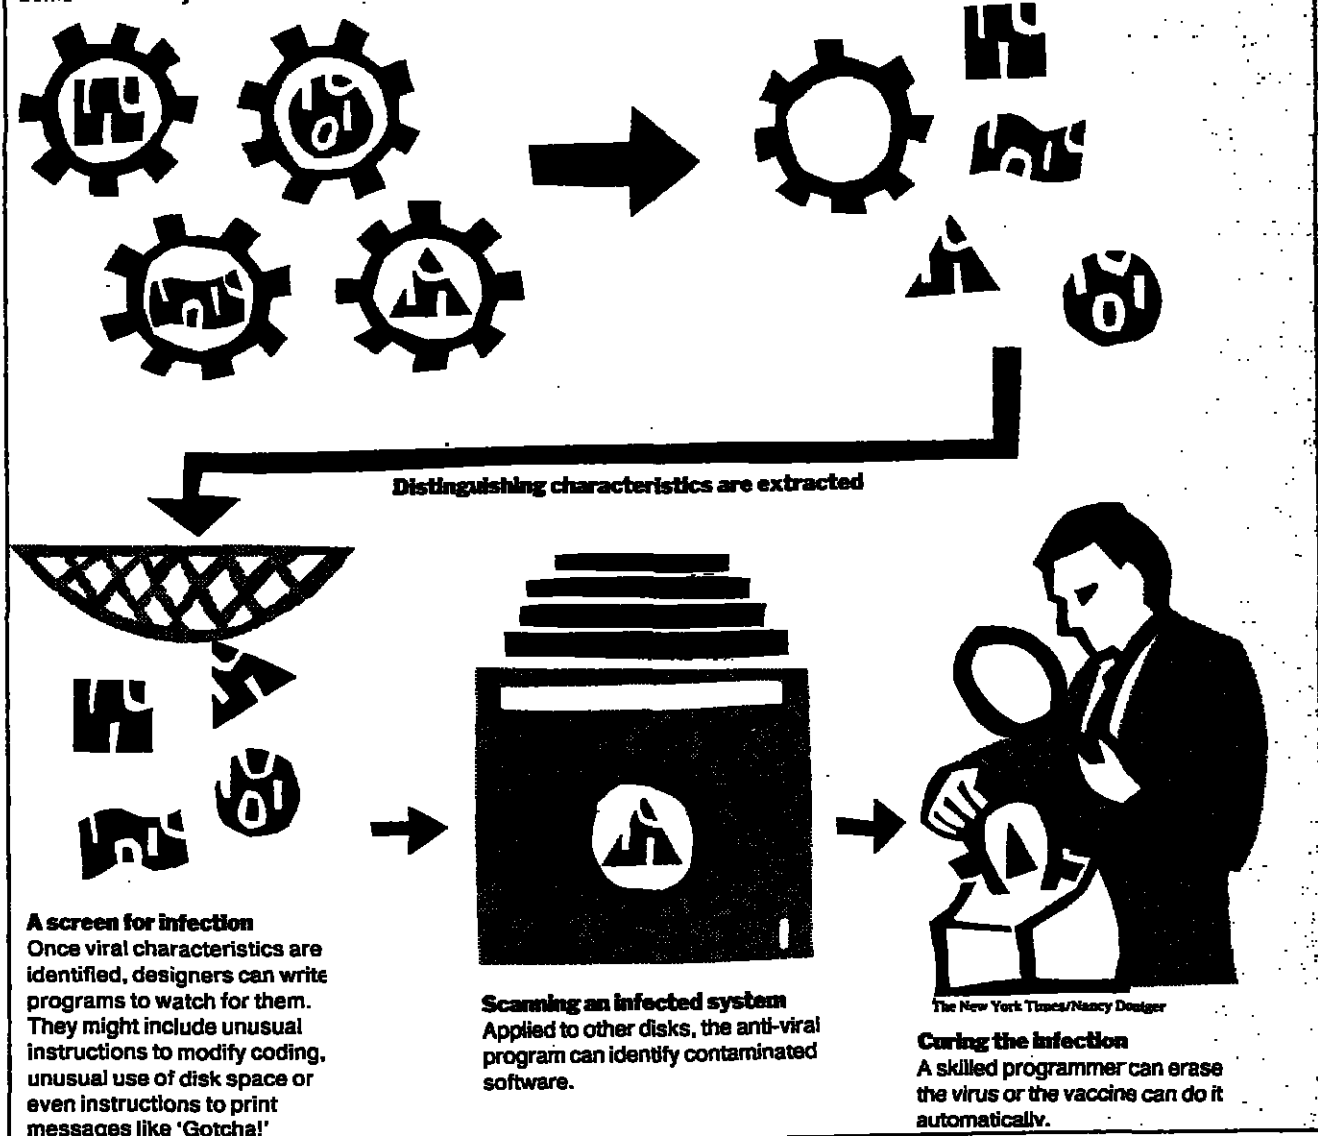 Distinguishing characteristics are extracted
A screen for infection
Once viral characteristics are
identified, designers can write
programs to watch for them.
They might include unusual
instructions to modify coding,
unusual use of disk space or
even instructions to print
messages like 'Gotcha!'
Scanning an infected system
Applied to other disks, the anti-viral
program can identify contaminated
software.
The New York Times/Nancy Doniger
Curing the infection
A skilled programmer can erase
the virus or the vaccine can do it
automatically.